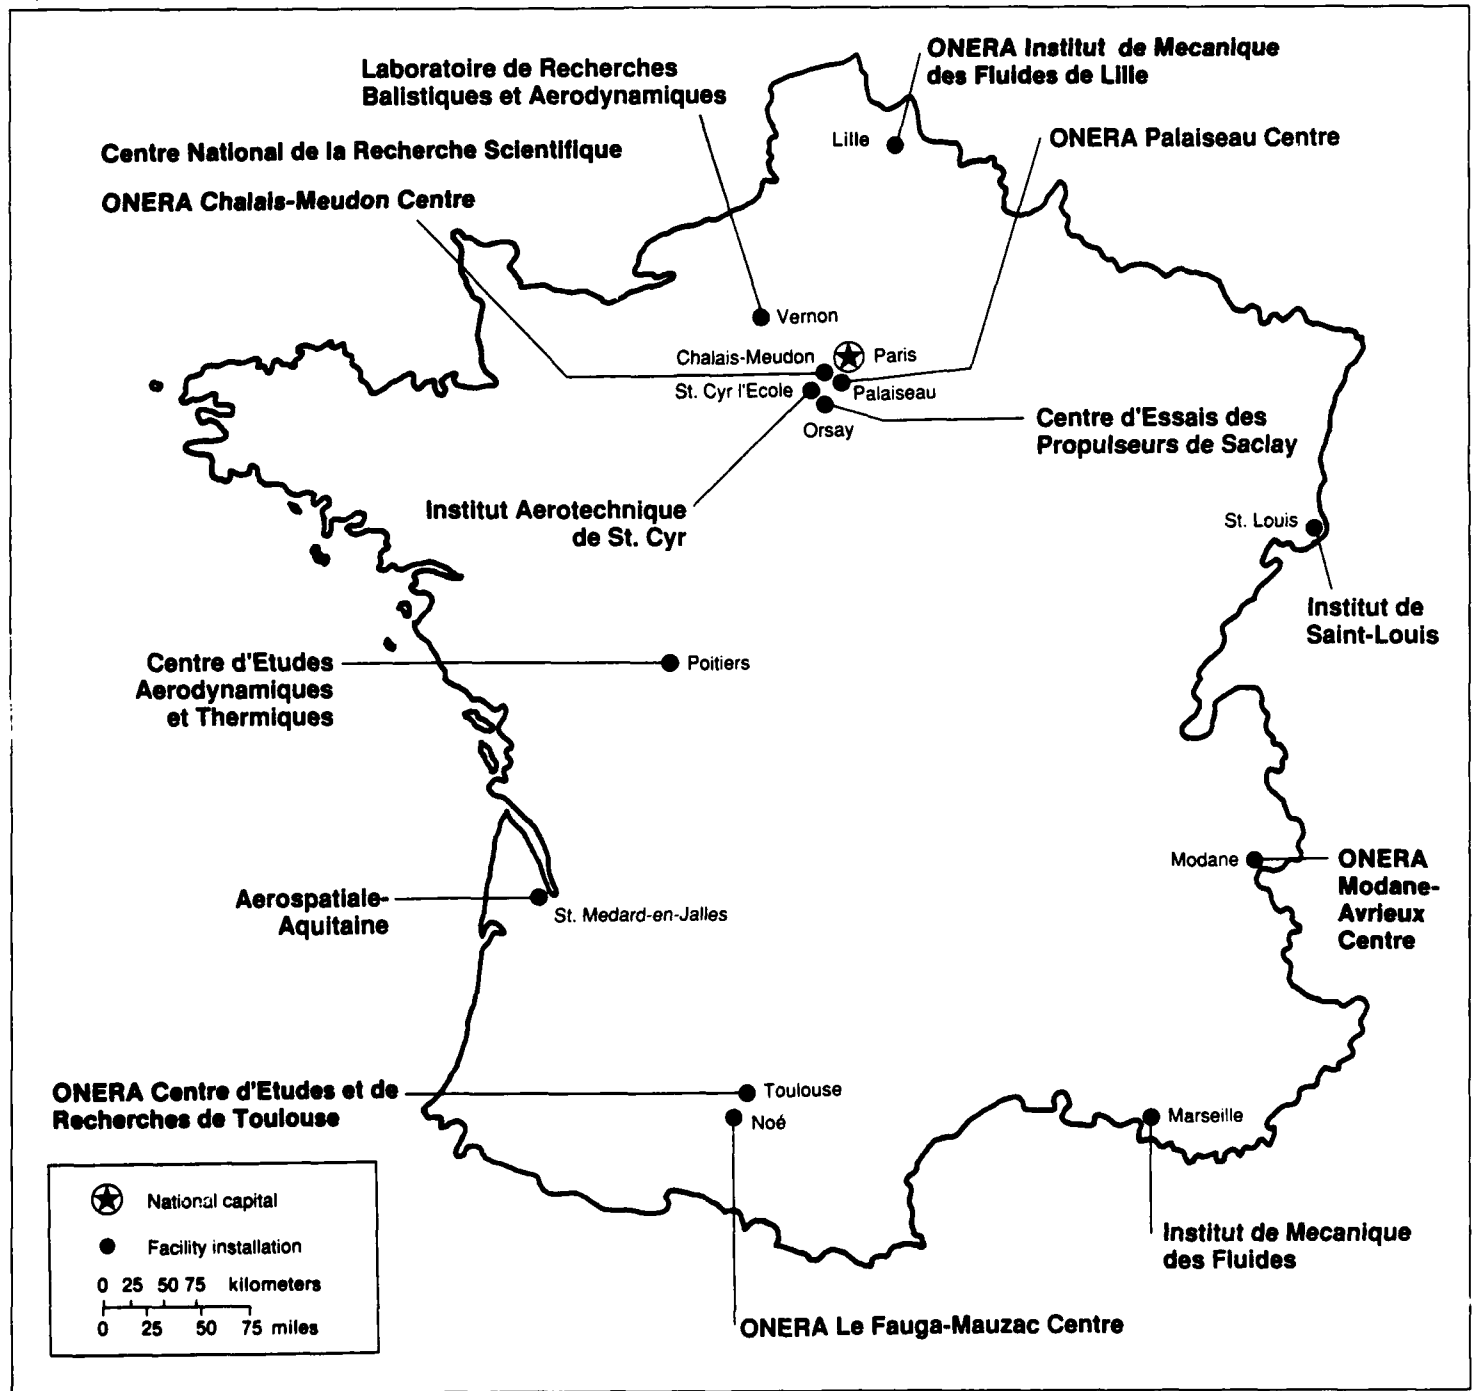 ONERA Institut de Mecanique
des Fluides de Lille
Laboratoire de Recherches
Balistiques et Aerodynamiques
Lille
ONERA Palaiseau Centre
Centre National de la Recherche Scientifique
ONERA Chalais-Meudon Centre
Vernon
Chalais-Meudon
Paris
St. Cyr l'Ecole
Palaiseau
Orsay
Centre d'Essais des
Propulseurs de Saclay
Institut Aerotechnique
de St. Cyr
St. Louis
Institut de
Saint-Louis
Centre d'Etudes
Aerodynamiques
et Thermiques
Poitiers
Modane
ONERA
Modane-
Avrieux
Centre
Aerospatiale-
Aquitaine
St. Medard-en-Jalles
ONERA Centre d'Etudes et de
Recherches de Toulouse
Toulouse
Noé
Marseille
Institut de Mecanique
des Fluides
ONERA Le Fauga-Mauzac Centre
National capital
Facility installation
0 25 50 75 kilometers
0 25 50 75 miles